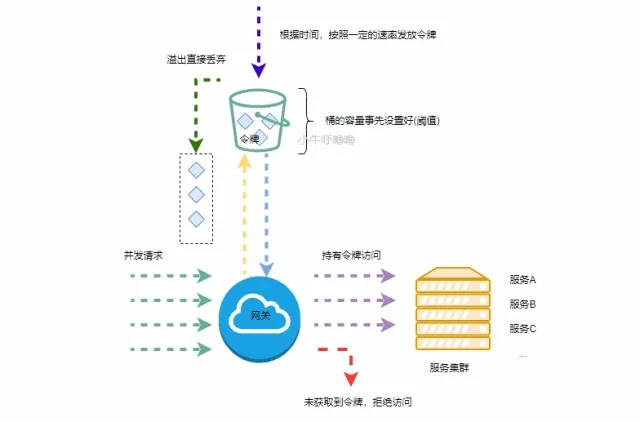 根据时间，按照一定的速率发放令牌
溢出直接丢弃
桶的容量事先设置好(阈值)
令牌
小牛呼噜噜
并发请求
持有令牌访问
网关
服务A
服务B
服务C
...
服务集群
未获取到令牌，拒绝访问